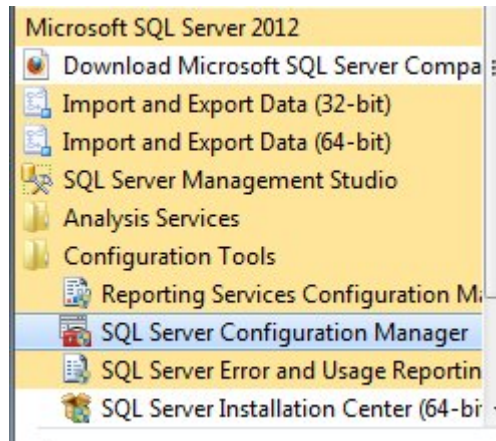 Microsoft SQL Server 2012
Download Microsoft SQL Server Compa
Import and Export Data (32-bit)
Import and Export Data (64-bit)
SQL Server Management Studio
Analysis Services
Configuration Tools
Reporting Services Configuration Ma
SQL Server Configuration Manager
SQL Server Error and Usage Reportin
SQL Server Installation Center (64-bit